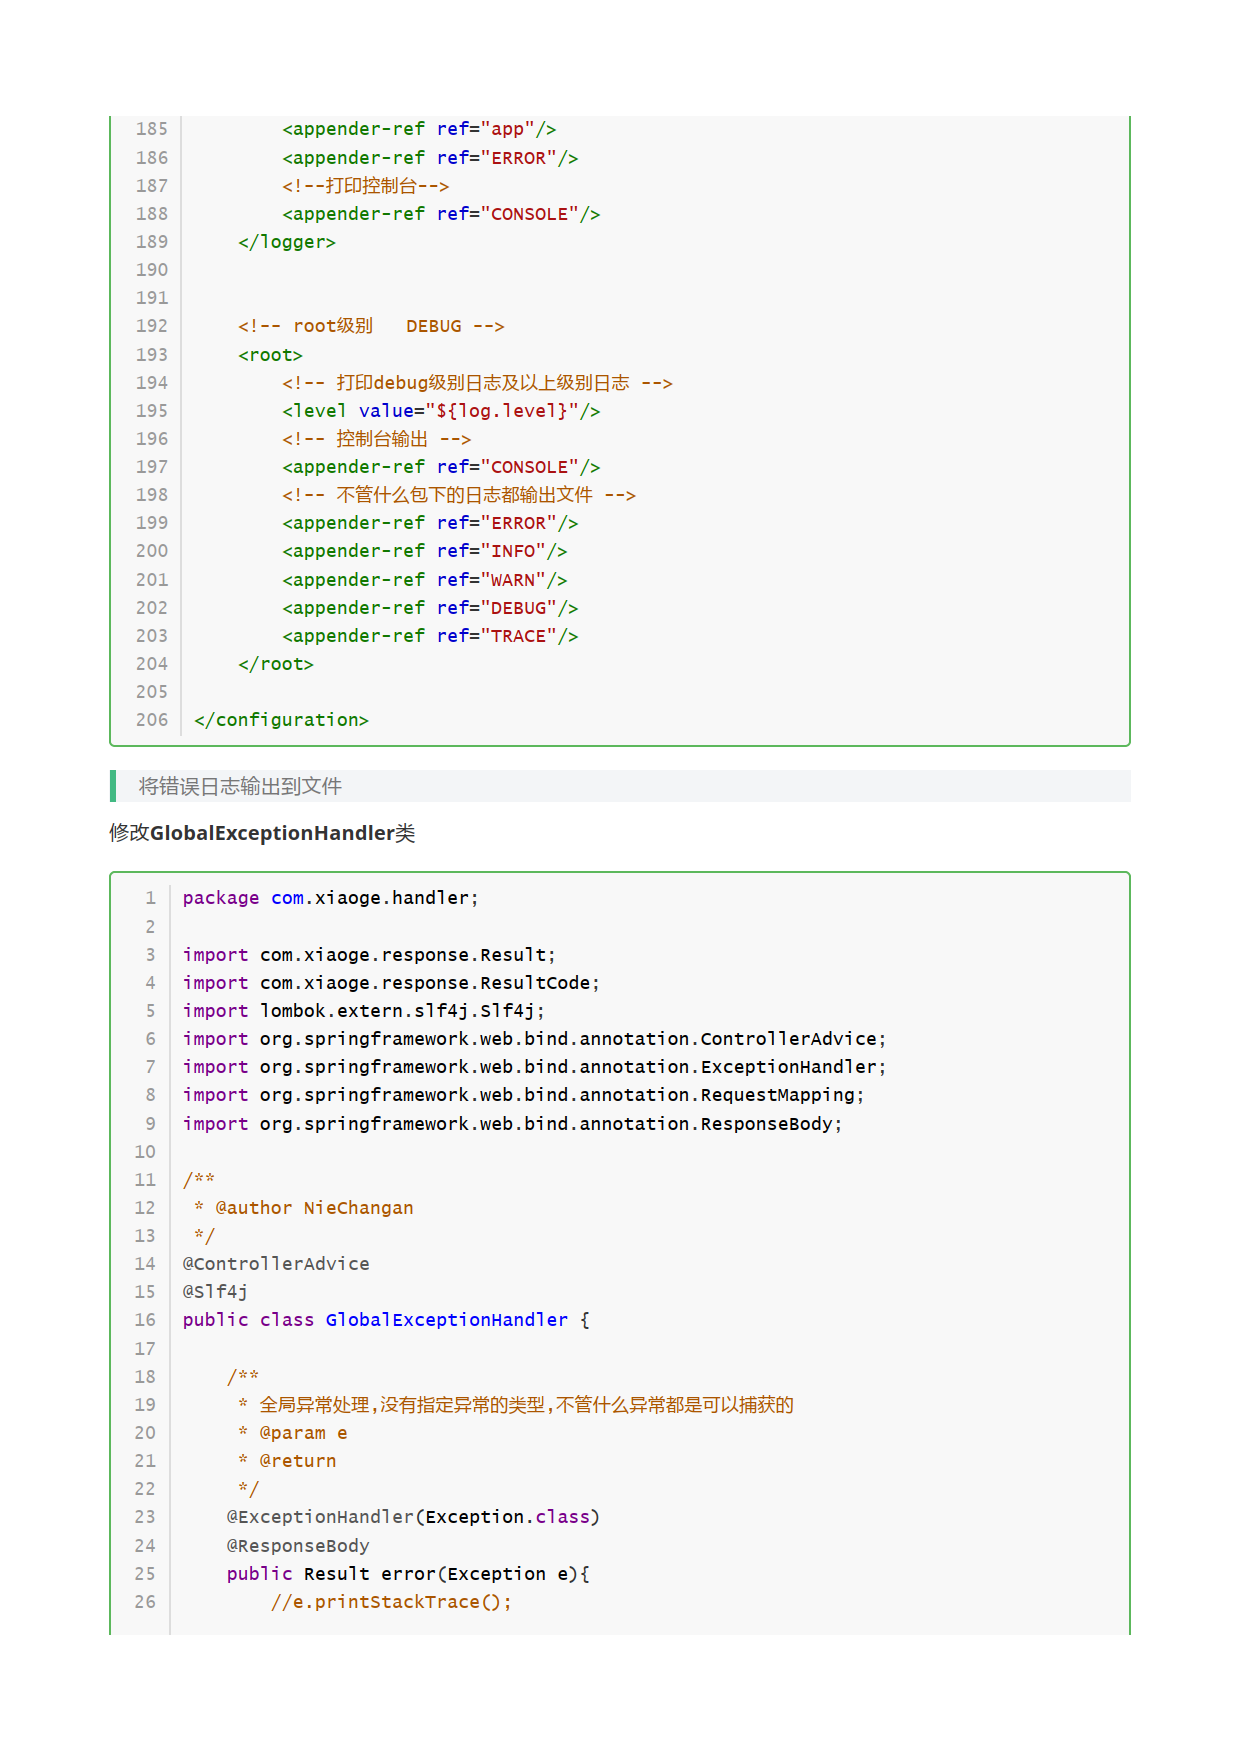 185         <appender-ref ref="app"/>
186         <appender-ref ref="ERROR"/>
187         <!--打印控制台-->
188         <appender-ref ref="CONSOLE"/>
189     </logger>
190
191
192     <!-- root级别   DEBUG -->
193     <root>
194         <!-- 打印debug级别日志及以上级别日志 -->
195         <level value="${log.level}"/>
196         <!-- 控制台输出 -->
197         <appender-ref ref="CONSOLE"/>
198         <!-- 不管什么包下的日志都输出文件 -->
199         <appender-ref ref="ERROR"/>
200         <appender-ref ref="INFO"/>
201         <appender-ref ref="WARN"/>
202         <appender-ref ref="DEBUG"/>
203         <appender-ref ref="TRACE"/>
204     </root>
205
206 </configuration>
将错误日志输出到文件
修改GlobalExceptionHandler类
1 package com.xiaoge.handler;
2
3 import com.xiaoge.response.Result;
4 import com.xiaoge.response.ResultCode;
5 import lombok.extern.slf4j.Slf4j;
6 import org.springframework.web.bind.annotation.ControllerAdvice;
7 import org.springframework.web.bind.annotation.ExceptionHandler;
8 import org.springframework.web.bind.annotation.RequestMapping;
9 import org.springframework.web.bind.annotation.ResponseBody;
10
11 /**
12  * @author NieChangan
13  */
14 @ControllerAdvice
15 @Slf4j
16 public class GlobalExceptionHandler {
17
18     /**
19      * 全局异常处理,没有指定异常的类型,不管什么异常都是可以捕获的
20      * @param e
21      * @return
22      */
23     @ExceptionHandler(Exception.class)
24     @ResponseBody
25     public Result error(Exception e){
26         //e.printStackTrace();